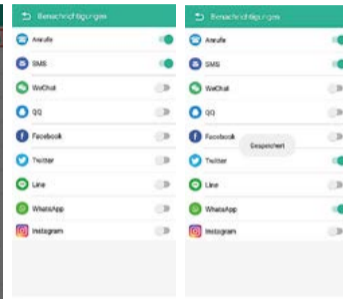 Benachrichtigungen
Anrufe
SMS
WeChat
QQ
Facebook
Twitter
Line
WhatsApp
Instagram
Benachrichtigungen
Anrufe
SMS
WeChat
QQ
Facebook
Gespeichert
Twitter
Line
WhatsApp
Instagram